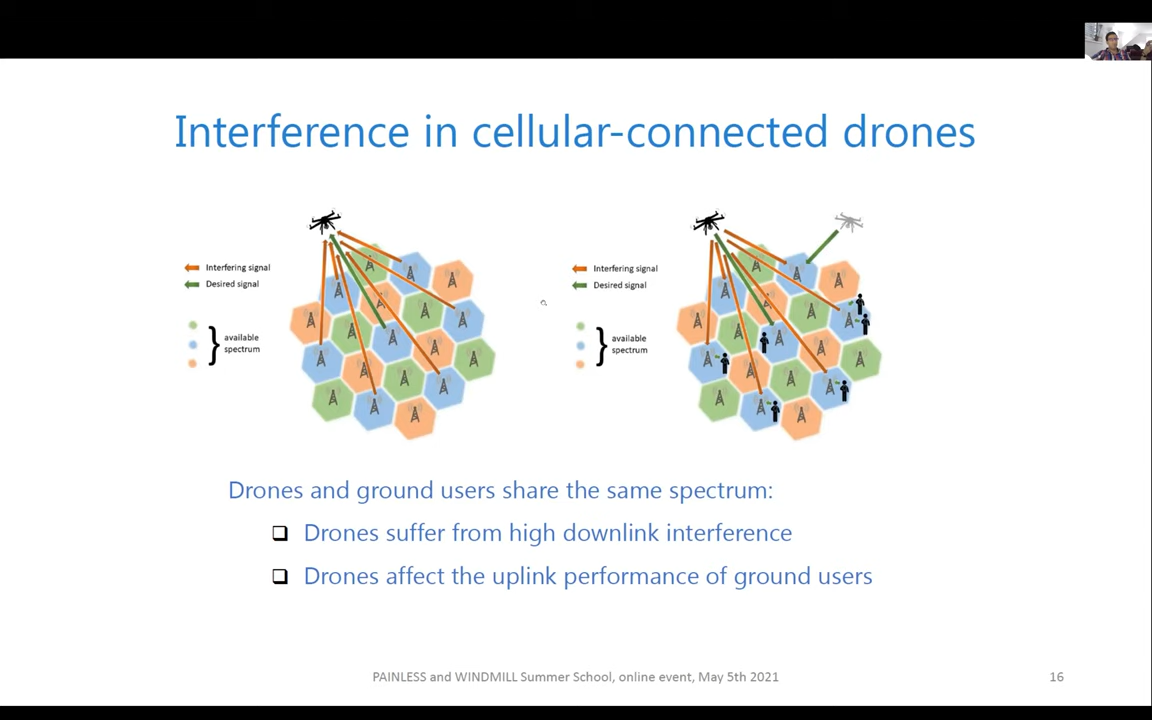 Interference in cellular-connected drones
Interfering signal
Desired signal
available
spectrum
Interfering signal
Desired signal
available
spectrum
Drones and ground users share the same spectrum:
Drones suffer from high downlink interference
Drones affect the uplink performance of ground users
PAINLESS and WINDMILL Summer School, online event, May 5th 2021
16